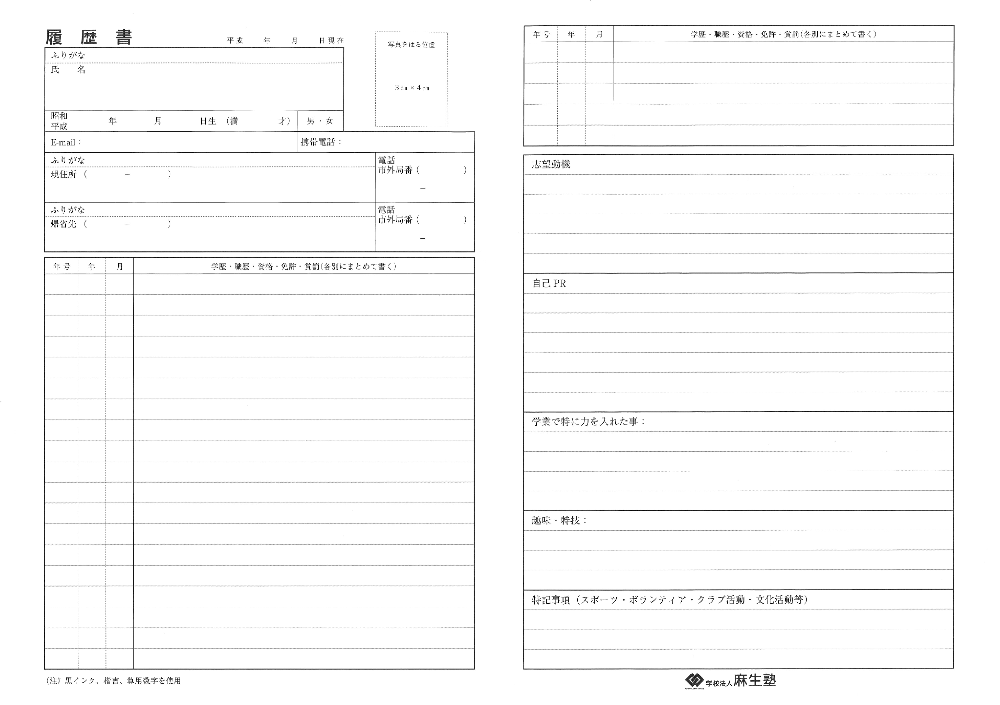 履歴書
平成 年 月 日現在
写真をはる位置
3㎝ × 4㎝
ふりがな
氏 名
昭和
平成
年 月 日生 (満 才)
男・女
E-mail：
携帯電話：
ふりがな
現住所 ( − )
電話
市外局番 ( )
−
ふりがな
帰省先 ( − )
電話
市外局番 ( )
−
年号 年 月 学歴・職歴・資格・免許・賞罰(各別にまとめて書く)
(注) 黒インク、楷書、算用数字を使用
年号 年 月 学歴・職歴・資格・免許・賞罰(各別にまとめて書く)
志望動機
自己 PR
学業で特に力を入れた事：
趣味・特技：
特記事項 (スポーツ・ボランティア・クラブ活動・文化活動等)
学校法人 麻生塾